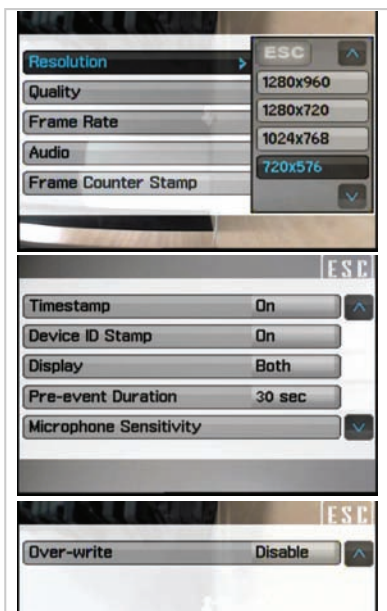 ESC
Resolution >
1280x960
Quality
1280x720
Frame Rate
1024x768
Audio
720x576
Frame Counter Stamp
ESC
Timestamp On
Device ID Stamp On
Display Both
Pre-event Duration 30 sec
Microphone Sensitivity
ESC
Over-write Disable